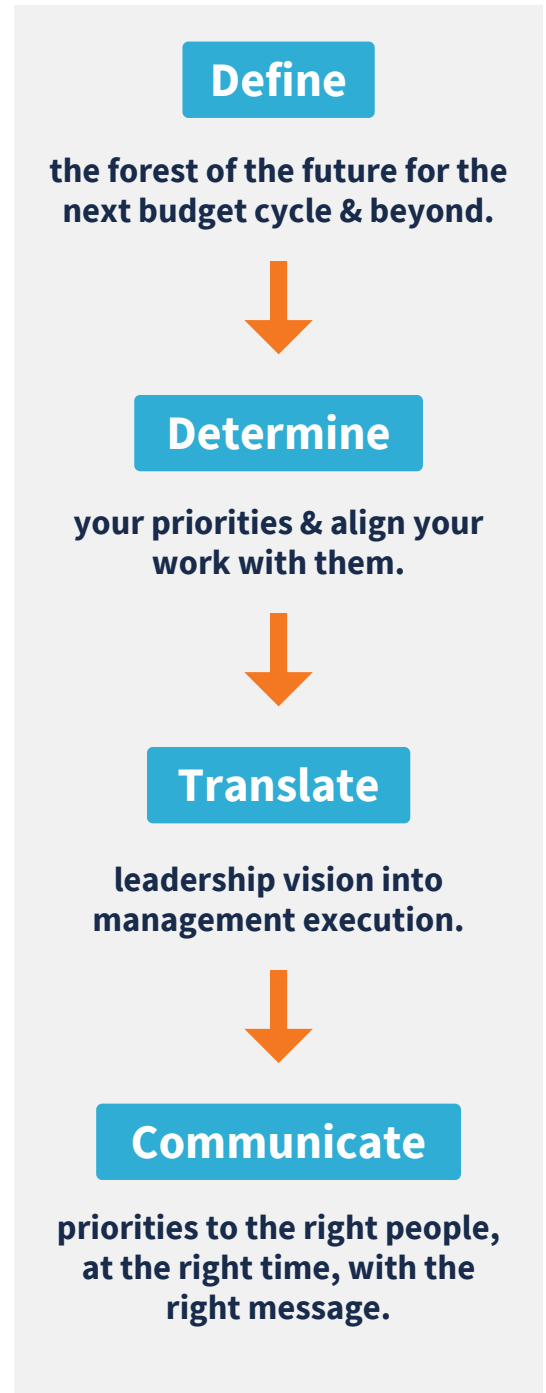 Define
the forest of the future for the
next budget cycle & beyond.
Determine
your priorities & align your
work with them.
Translate
leadership vision into
management execution.
Communicate
priorities to the right people,
at the right time, with the
right message.